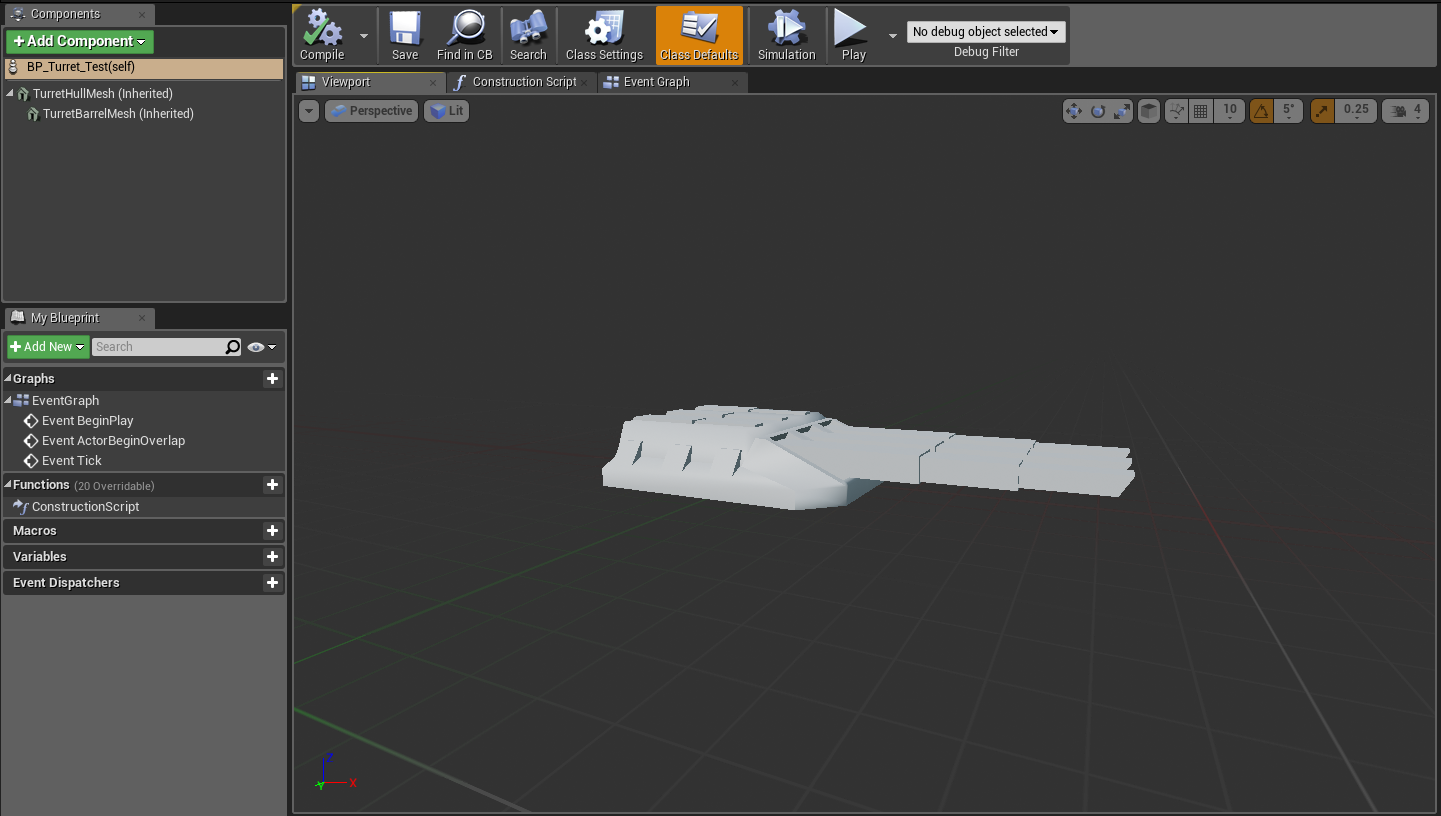 Components
Add Component
BP_Turret_Test(self)
TurretHullMesh (Inherited)
TurretBarrelMesh (Inherited)
My Blueprint
Add New
Search
Graphs
EventGraph
Event BeginPlay
Event ActorBeginOverlap
Event Tick
Functions (20 Overridable)
ConstructionScript
Macros
Variables
Event Dispatchers
Compile
Save
Find in CB
Search
Class Settings
Class Defaults
Simulation
Play
No debug object selected
Debug Filter
Viewport
Construction Script
Event Graph
Perspective
Lit
10
5°
0.25
4
Z
X
Y